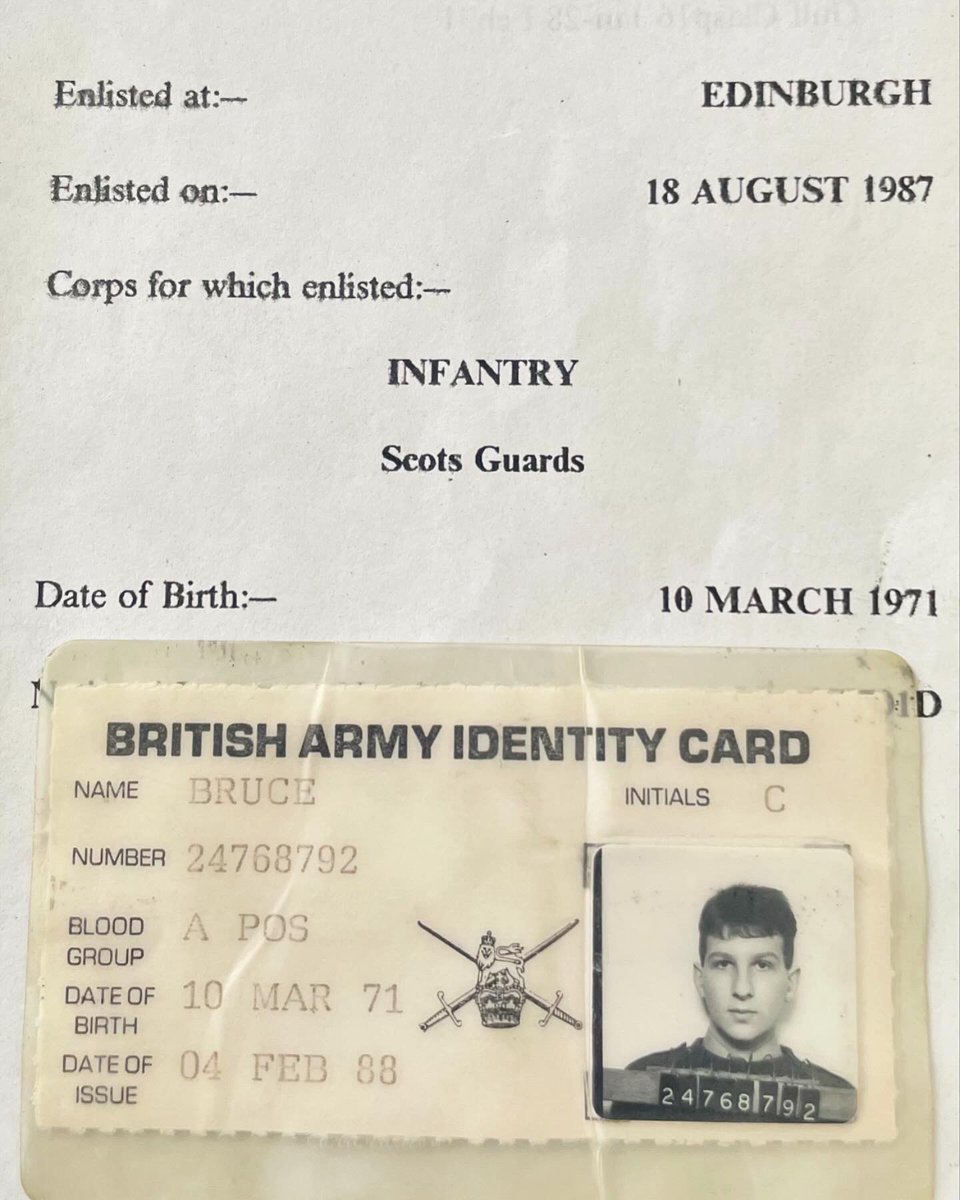 Enlisted at:—
EDINBURGH
Enlisted on:—
18 AUGUST 1987
Corps for which enlisted:—
INFANTRY
Scots Guards
Date of Birth:—
10 MARCH 1971
BRITISH ARMY IDENTITY CARD
NAME BRUCE
INITIALS C
NUMBER 24768792
BLOOD GROUP A POS
DATE OF BIRTH 10 MAR 71
DATE OF ISSUE 04 FEB 88
24768792